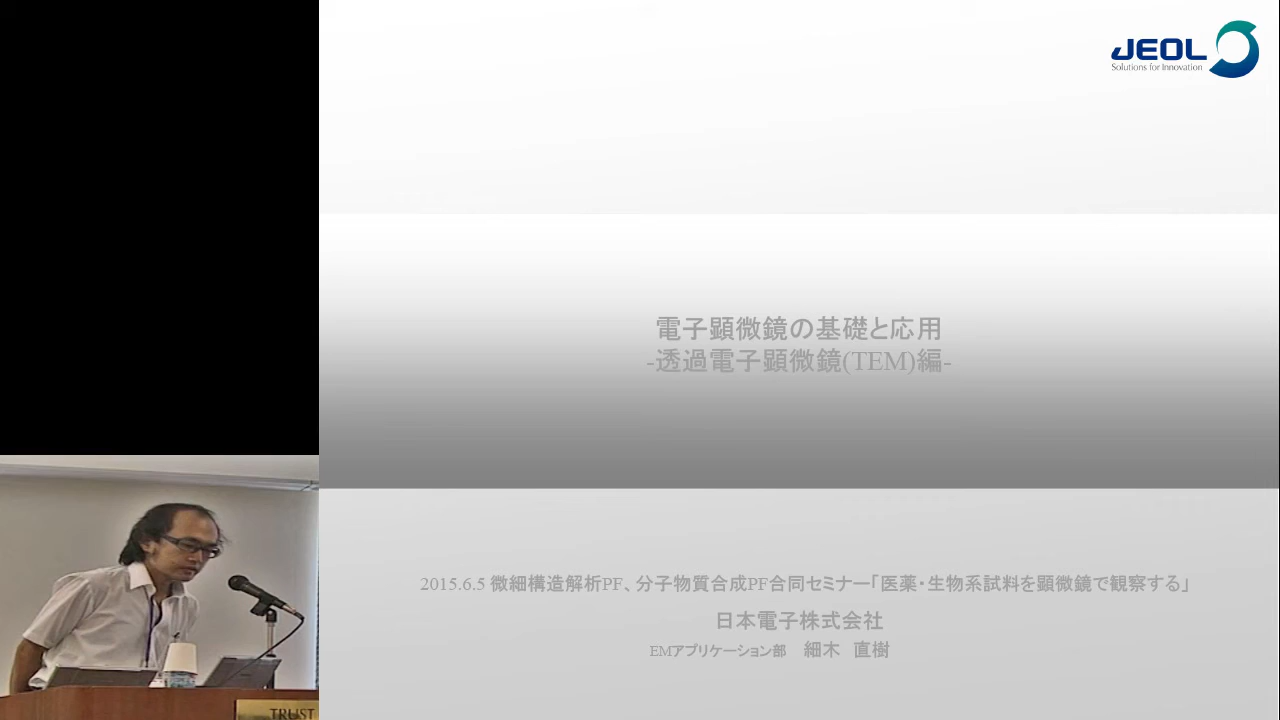 JEOL
Solutions for Innovation
電子顕微鏡の基礎と応用
-透過電子顕微鏡(TEM)編-
2015.6.5 微細構造解析PF、分子物質合成PF合同セミナー「医薬・生物系試料を顕微鏡で観察する」
日本電子株式会社
EMアプリケーション部　細木　直樹
TRUST